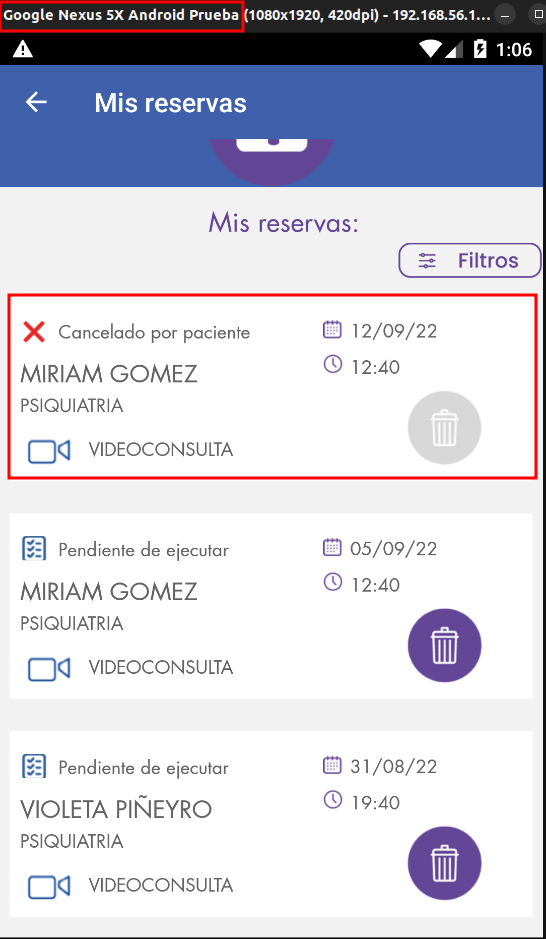 Google Nexus 5X Android Prueba (1080x1920, 420dpi) - 192.168.56.1...
1:06
Mis reservas
Mis reservas:
Filtros
Cancelado por paciente
12/09/22
MIRIAM GOMEZ
12:40
PSIQUIATRIA
VIDEOCONSULTA
Pendiente de ejecutar
05/09/22
MIRIAM GOMEZ
12:40
PSIQUIATRIA
VIDEOCONSULTA
Pendiente de ejecutar
31/08/22
VIOLETA PIÑEYRO
19:40
PSIQUIATRIA
VIDEOCONSULTA